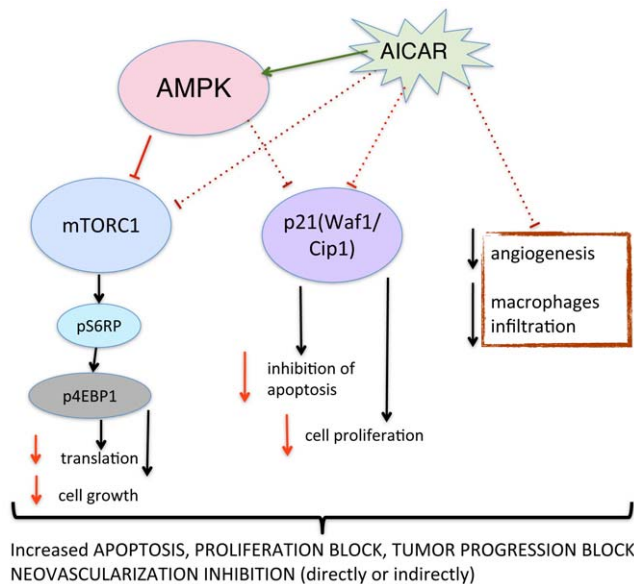 AICAR
AMPK
mTORC1
p21(Waf1/
Cip1)
angiogenesis
macrophages
infiltration
pS6RP
p4EBP1
inhibition of
apoptosis
cell proliferation
translation
cell growth
Increased APOPTOSIS, PROLIFERATION BLOCK, TUMOR PROGRESSION BLOCK
NEOVASCULARIZATION INHIBITION (directly or indirectly)